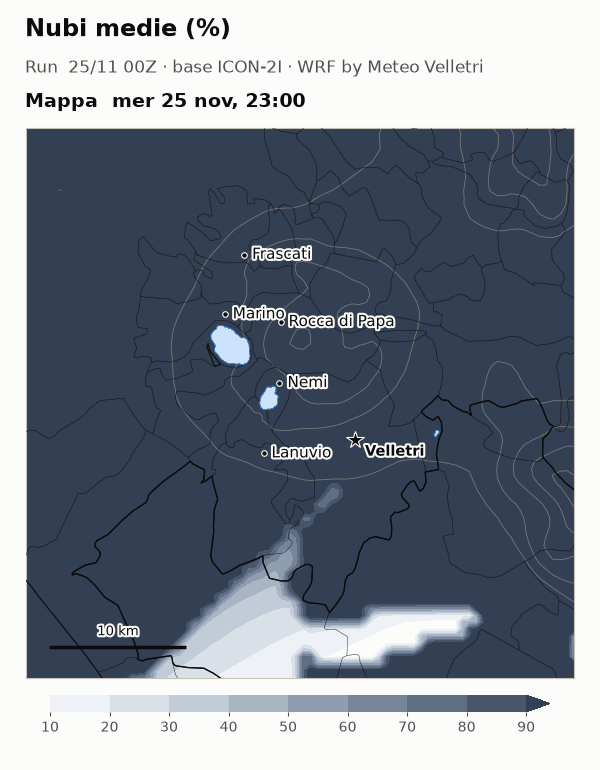 Nubi medie (%)
Run  25/11 00Z · base ICON-2I · WRF by Meteo Velletri
Mappa  mer 25 nov, 23:00
Frascati
Marino
Rocca di Papa
Nemi
Velletri
Lanuvio
10 km
10 20 30 40 50 60 70 80 90